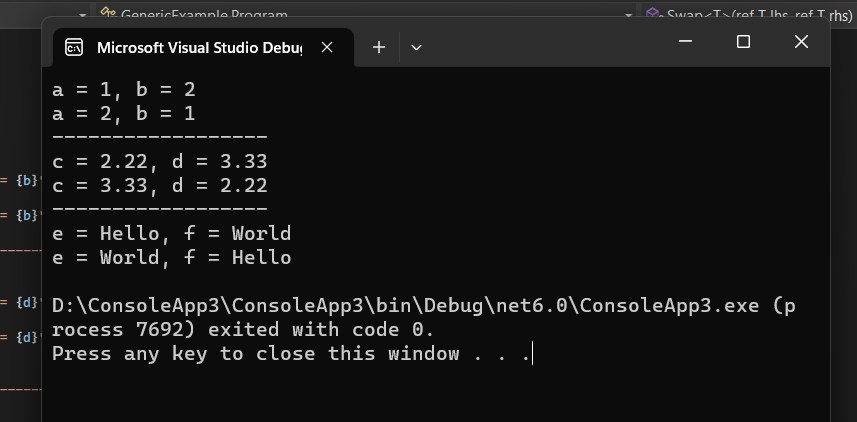 GenericExample.Program
Swap<T>(ref T lhs, ref T rhs)
Microsoft Visual Studio Debu
a = 1, b = 2
a = 2, b = 1
------------------
c = 2.22, d = 3.33
c = 3.33, d = 2.22
------------------
e = Hello, f = World
e = World, f = Hello
D:\ConsoleApp3\ConsoleApp3\bin\Debug\net6.0\ConsoleApp3.exe (p
rocess 7692) exited with code 0.
Press any key to close this window . . .
= {b}"
= {b}"
= {d}"
= {d}"